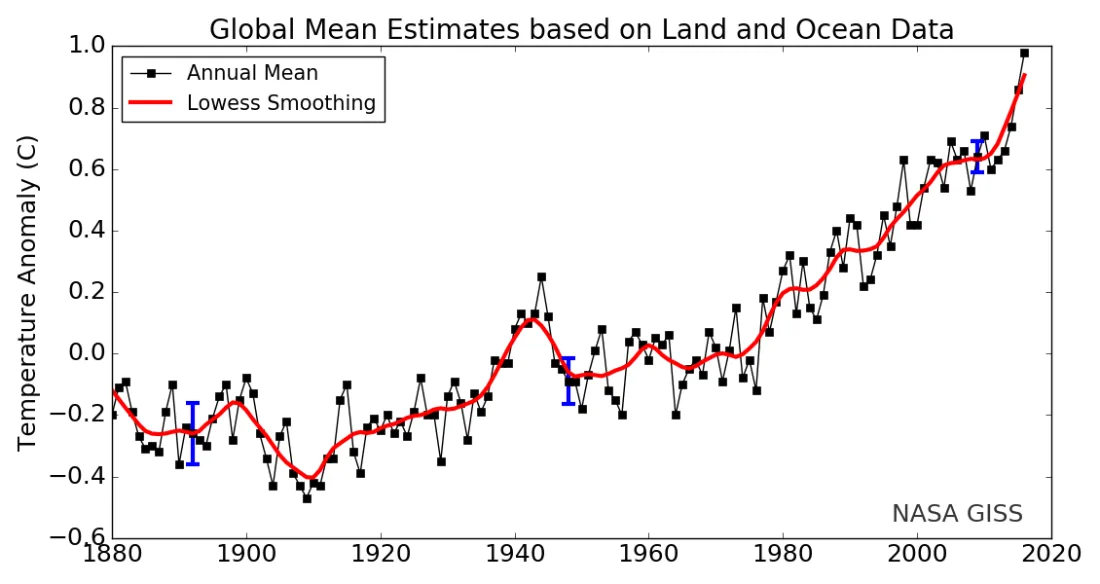 Global Mean Estimates based on Land and Ocean Data
1.0
Annual Mean
Lowess Smoothing
0.8
0.6
0.4
0.2
0.0
−0.2
−0.4
−0.6
Temperature Anomaly (C)
NASA GISS
1880 1900 1920 1940 1960 1980 2000 2020